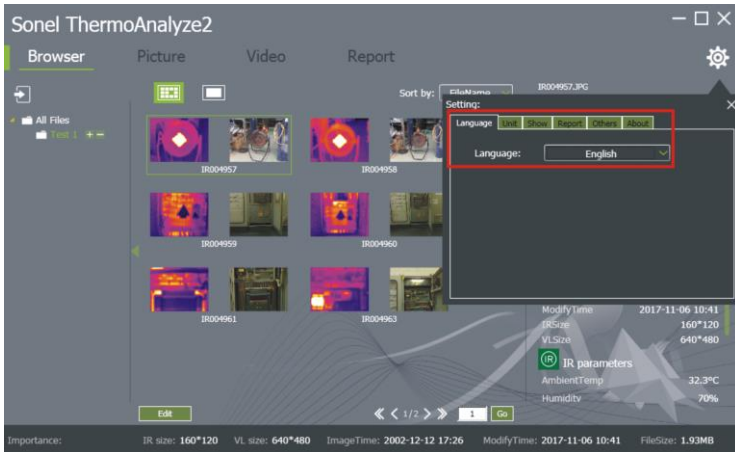 Sonel ThermoAnalyze2
Browser Picture Video Report
Sort by: FileName
IR004957.JPG
Setting:
Language Unit Show Report Others About
Language: English
All Files
Test 1
IR004957 IR004958
IR004959 IR004960
IR004961 IR004963
ModifyTime 2017-11-06 10:41
IRSize 160*120
VLSize 640*480
IR IR parameters
AmbientTemp 32.3°C
Humidity 70%
Edit 1/2 1 Go
Importance: IR size: 160*120 VL size: 640*480 ImageTime: 2002-12-12 17:26 ModifyTime: 2017-11-06 10:41 FileSize: 1.93MB